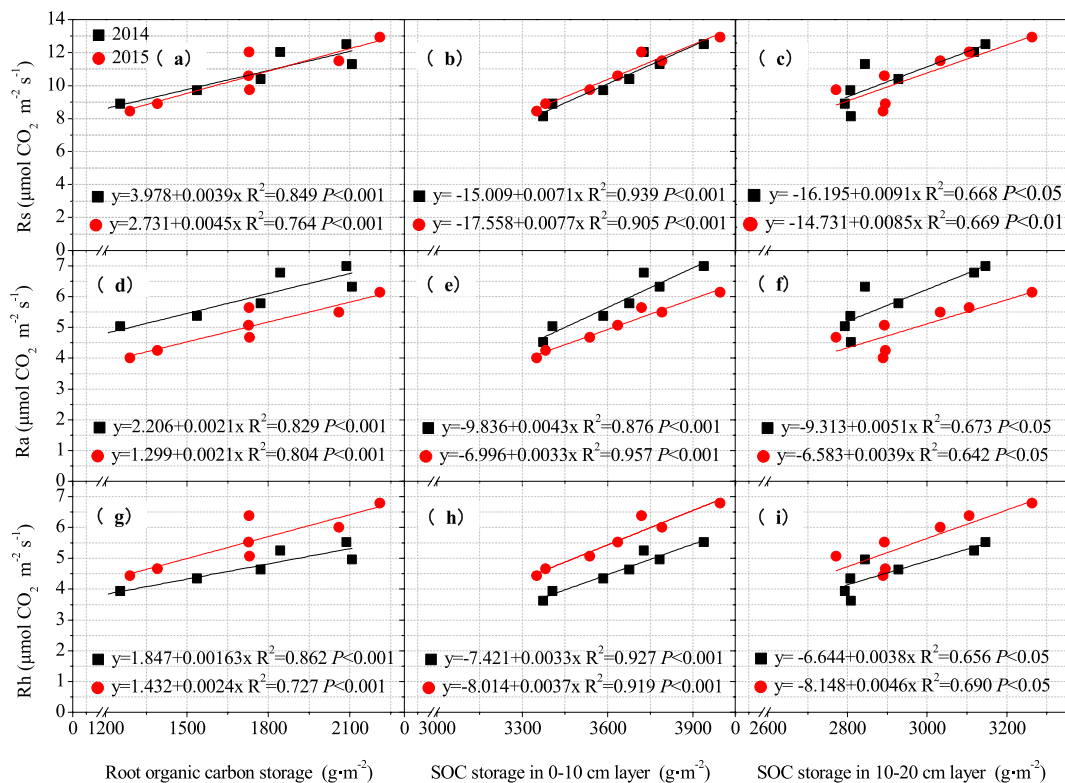 2014
2015
( a )
( b )
( c )
Rs (μmol CO2 m-2 s-1)
14
12
10
8
6
4
2
0
y=3.978+0.0039x R2=0.849 P<0.001
y=2.731+0.0045x R2=0.764 P<0.001
y= -15.009+0.0071x R2=0.939 P<0.001
y= -17.558+0.0077x R2=0.905 P<0.001
y= -16.195+0.0091x R2=0.668 P<0.05
y= -14.731+0.0085x R2=0.669 P<0.01
( d )
( e )
( f )
Ra (μmol CO2 m-2 s-1)
7
6
5
4
3
2
1
0
y=2.206+0.0021x R2=0.829 P<0.001
y=1.299+0.0021x R2=0.804 P<0.001
y=-9.836+0.0043x R2=0.876 P<0.001
y=-6.996+0.0033x R2=0.957 P<0.001
y=-9.313+0.0051x R2=0.673 P<0.05
y=-6.583+0.0039x R2=0.642 P<0.05
( g )
( h )
( i )
Rh (μmol CO2 m-2 s-1)
7
6
5
4
3
2
1
0
y=1.847+0.00163x R2=0.862 P<0.001
y=1.432+0.0024x R2=0.727 P<0.001
y=-7.421+0.0033x R2=0.927 P<0.001
y=-8.014+0.0037x R2=0.919 P<0.001
y= -6.644+0.0038x R2=0.656 P<0.05
y= -8.148+0.0046x R2=0.690 P<0.05
0 1200 1500 1800 2100
0 3000 3300 3600 3900
0 2600 2800 3000 3200
Root organic carbon storage (g·m-2)
SOC storage in 0-10 cm layer (g·m-2)
SOC storage in 10-20 cm layer (g·m-2)